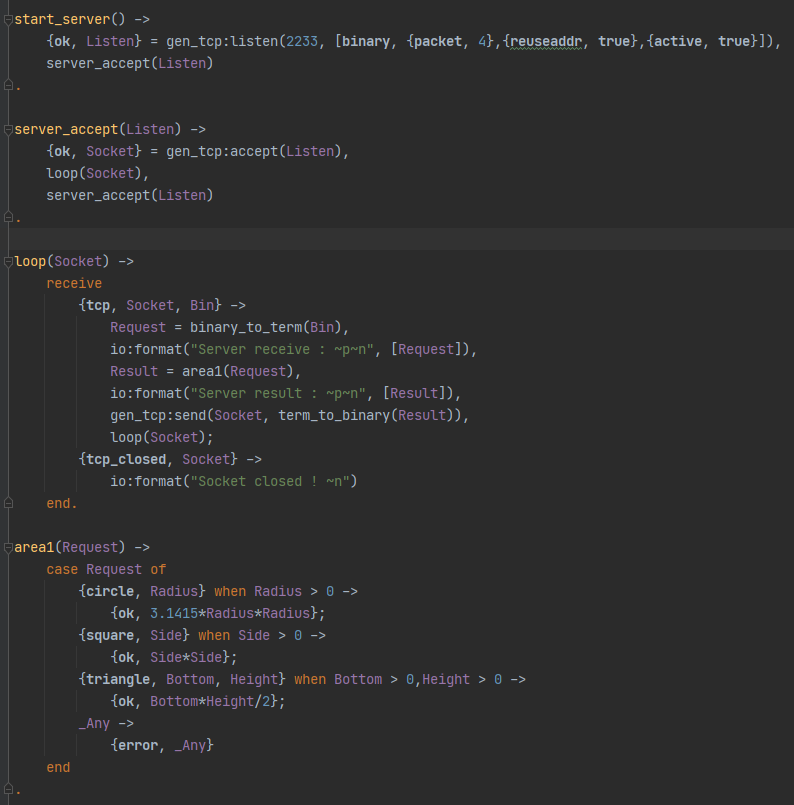 start_server() ->
    {ok, Listen} = gen_tcp:listen(2233, [binary, {packet, 4},{reuseaddr, true},{active, true}]),
    server_accept(Listen)
.

server_accept(Listen) ->
    {ok, Socket} = gen_tcp:accept(Listen),
    loop(Socket),
    server_accept(Listen)
.

loop(Socket) ->
    receive
        {tcp, Socket, Bin} ->
            Request = binary_to_term(Bin),
            io:format("Server receive : ~p~n", [Request]),
            Result = area1(Request),
            io:format("Server result : ~p~n", [Result]),
            gen_tcp:send(Socket, term_to_binary(Result)),
            loop(Socket);
        {tcp_closed, Socket} ->
            io:format("Socket closed ! ~n")
    end.

area1(Request) ->
    case Request of
        {circle, Radius} when Radius > 0 ->
            {ok, 3.1415*Radius*Radius};
        {square, Side} when Side > 0 ->
            {ok, Side*Side};
        {triangle, Bottom, Height} when Bottom > 0,Height > 0 ->
            {ok, Bottom*Height/2};
        _Any ->
            {error, _Any}
    end
.